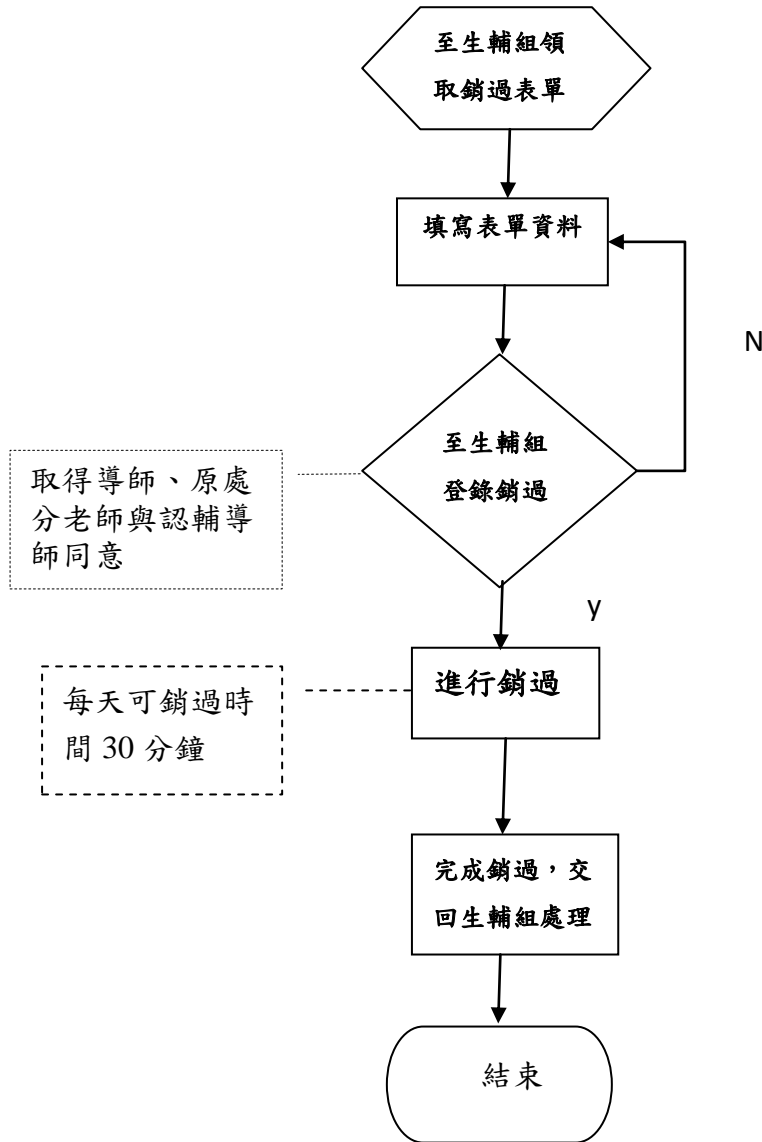 至生輔組領
取銷過表單
填寫表單資料
N
至生輔組
登錄銷過
取得導師、原處
分老師與認輔導
師同意
y
進行銷過
每天可銷過時
間 30 分鐘
完成銷過，交
回生輔組處理
結束